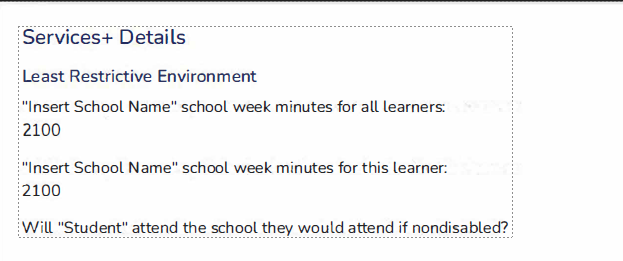 Services+ Details
Least Restrictive Environment
"Insert School Name" school week minutes for all learners:
2100
"Insert School Name" school week minutes for this learner:
2100
Will "Student" attend the school they would attend if nondisabled?